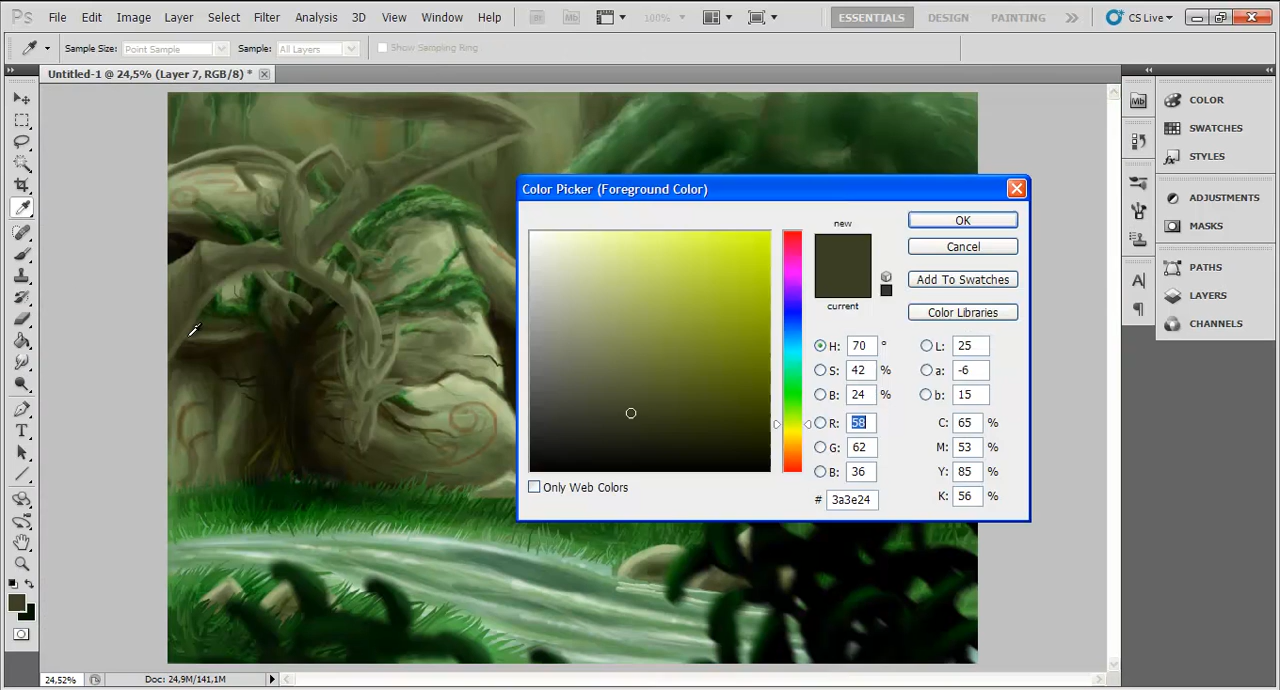 Ps File Edit Image Layer Select Filter Analysis 3D View Window Help Br Mb 100% ESSENTIALS DESIGN PAINTING CS Live
Sample Size: Point Sample Sample: All Layers Show Sampling Ring
Untitled-1 @ 24,5% (Layer 7, RGB/8) *
Mb COLOR
SWATCHES
STYLES
ADJUSTMENTS
MASKS
PATHS
LAYERS
CHANNELS
Color Picker (Foreground Color)
new
current
OK
Cancel
Add To Swatches
Color Libraries
H: 70 ° L: 25
S: 42 % a: -6
B: 24 % b: 15
R: 58 C: 65 %
G: 62 M: 53 %
B: 36 Y: 85 %
# 3a3e24 K: 56 %
Only Web Colors
24,52% Doc: 24,9M/141,1M